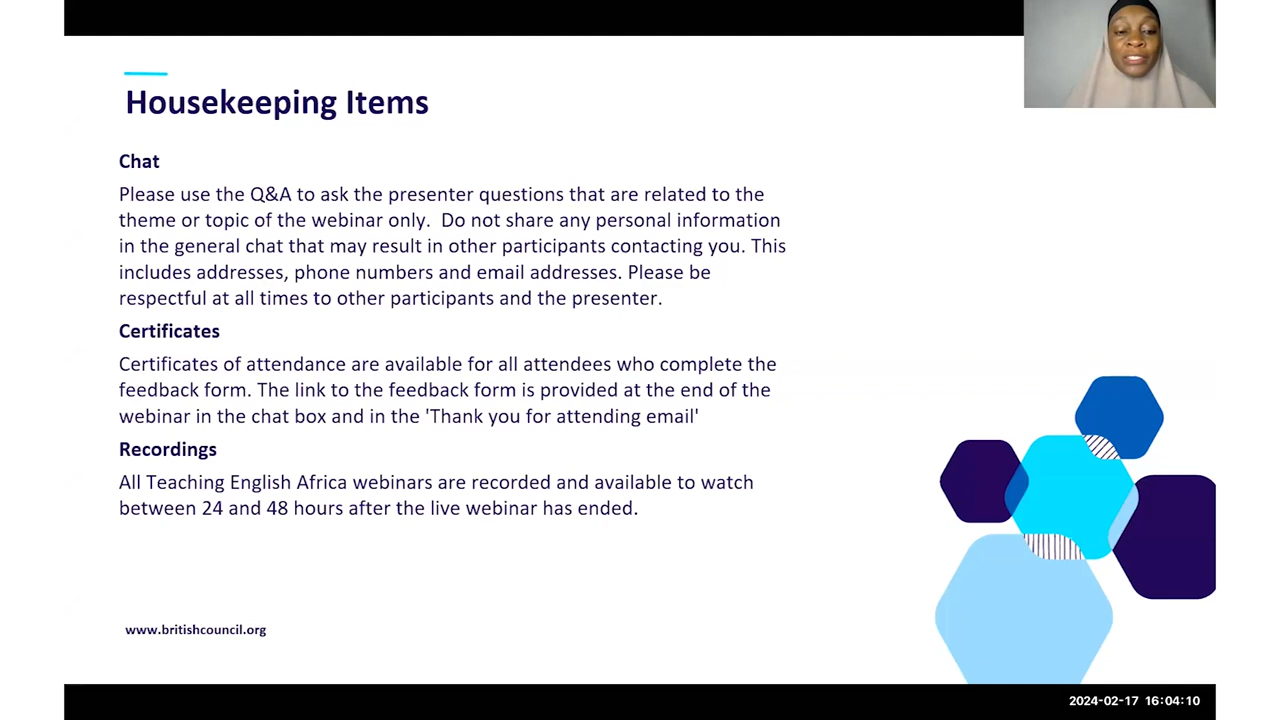 Housekeeping Items
Chat
Please use the Q&A to ask the presenter questions that are related to the
theme or topic of the webinar only.  Do not share any personal information
in the general chat that may result in other participants contacting you. This
includes addresses, phone numbers and email addresses. Please be
respectful at all times to other participants and the presenter.
Certificates
Certificates of attendance are available for all attendees who complete the
feedback form. The link to the feedback form is provided at the end of the
webinar in the chat box and in the 'Thank you for attending email'
Recordings
All Teaching English Africa webinars are recorded and available to watch
between 24 and 48 hours after the live webinar has ended.
www.britishcouncil.org
2024-02-17 16:04:10